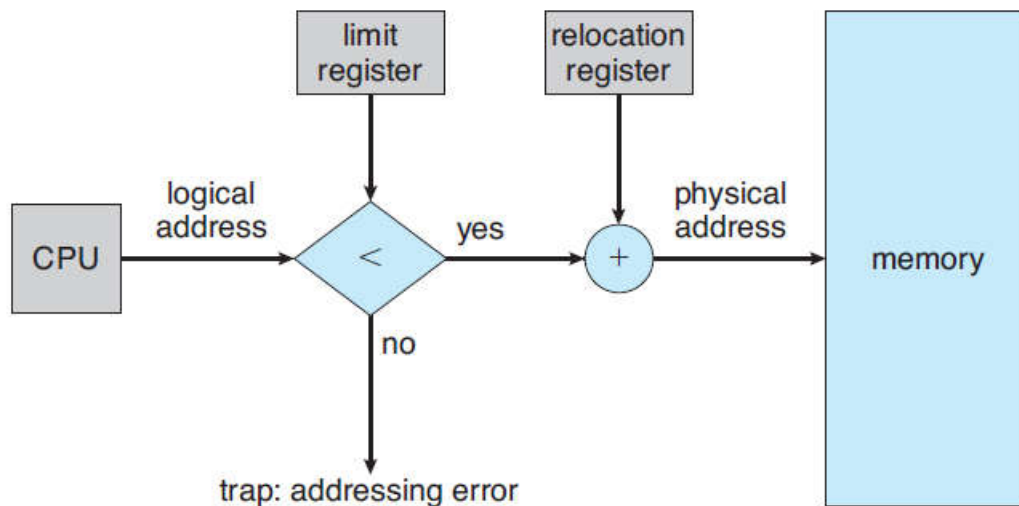 limit
register
relocation
register
logical
address
physical
address
CPU
<
yes
+
memory
no
trap: addressing error